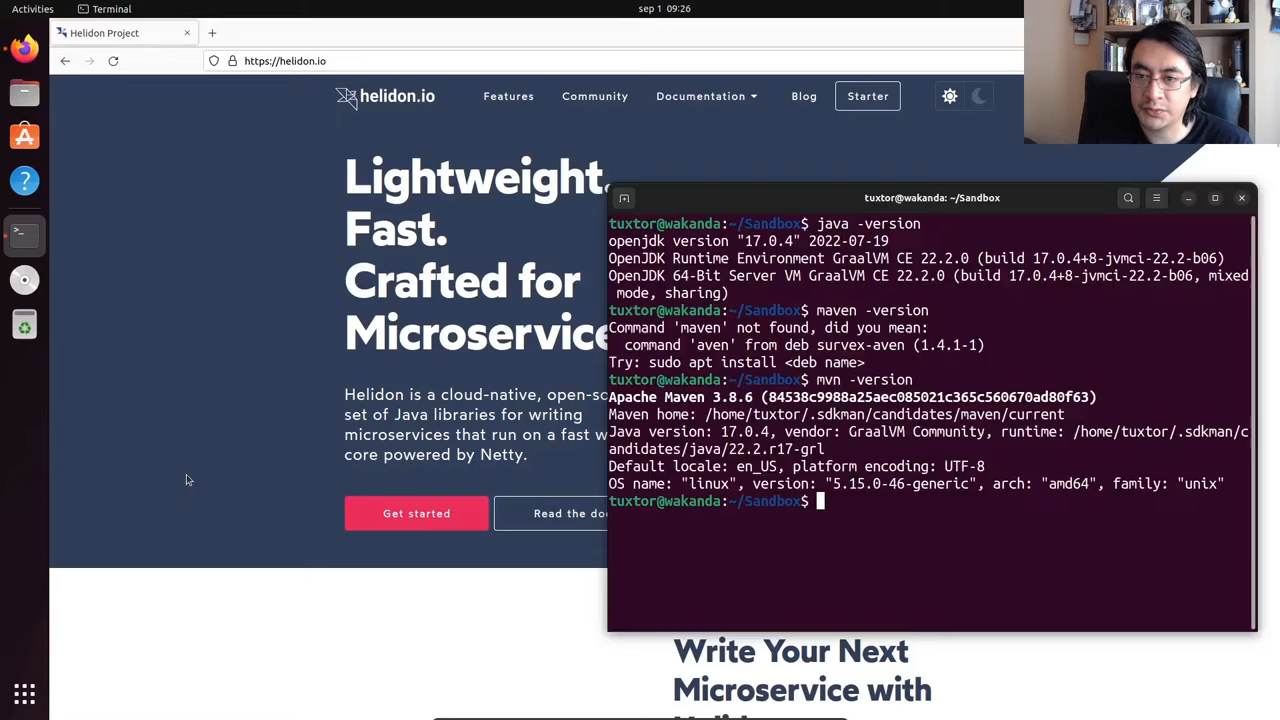 Activities
Terminal
sep 1 09:26
Helidon Project
https://helidon.io
helidon.io
Features
Community
Documentation
Blog
Starter
Lightweight.
Fast.
Crafted for
Helidon is a cloud-native,
set of Java libraries for writing
microservices that run on a fast
core powered by Netty.
Get started
Read the
tuxtor@wakanda: ~/Sandbox
tuxtor@wakanda:~/Sandbox$ java -version
openjdk version "17.0.4" 2022-07-19
OpenJDK Runtime Environment GraalVM CE 22.2.0 (build 17.0.4+8-jvmci-22.2-b06)
OpenJDK 64-Bit Server VM GraalVM CE 22.2.0 (build 17.0.4+8-jvmci-22.2-b06, mixed
mode, sharing)
tuxtor@wakanda:~/Sandbox$ maven -version
Command 'maven' not found, did you mean:
command 'aven' from deb survex-aven (1.4.1-1)
Try: sudo apt install <deb name>
tuxtor@wakanda:~/Sandbox$ mvn -version
Apache Maven 3.8.6 (84538c9988a25aec085021c365c560670ad80f63)
Maven home: /home/tuxtor/.sdkman/candidates/maven/current
Java version: 17.0.4, vendor: GraalVM Community, runtime: /home/tuxtor/.sdkman/c
andidates/java/22.2.r17-grl
Default locale: en_US, platform encoding: UTF-8
OS name: "linux", version: "5.15.0-46-generic", arch: "amd64", family: "unix"
tuxtor@wakanda:~/Sandbox$
Write Your Next
Microservice with